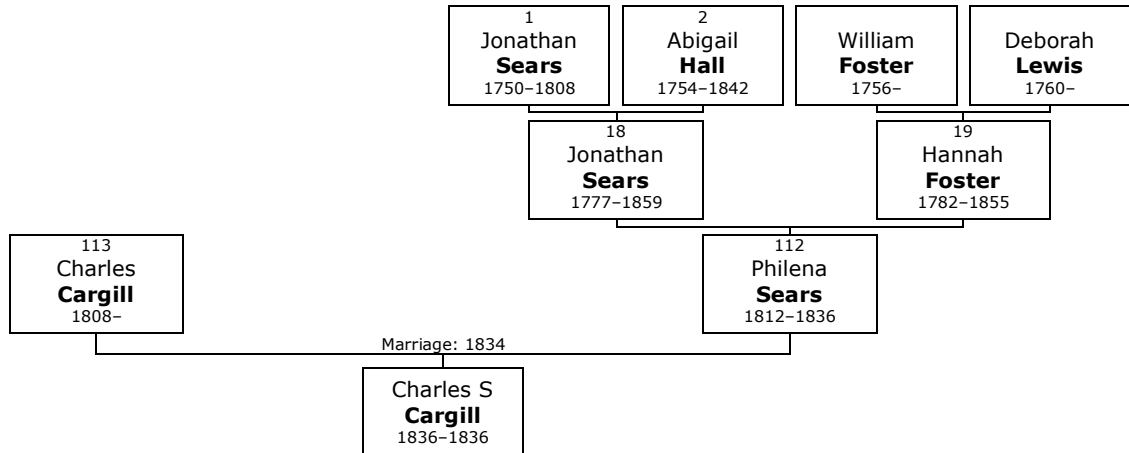 1
Jonathan
Sears
1750–1808
2
Abigail
Hall
1754–1842
William
Foster
1756–
Deborah
Lewis
1760–
18
Jonathan
Sears
1777–1859
19
Hannah
Foster
1782–1855
113
Charles
Cargill
1808–
112
Philena
Sears
1812–1836
Marriage: 1834
Charles S
Cargill
1836–1836